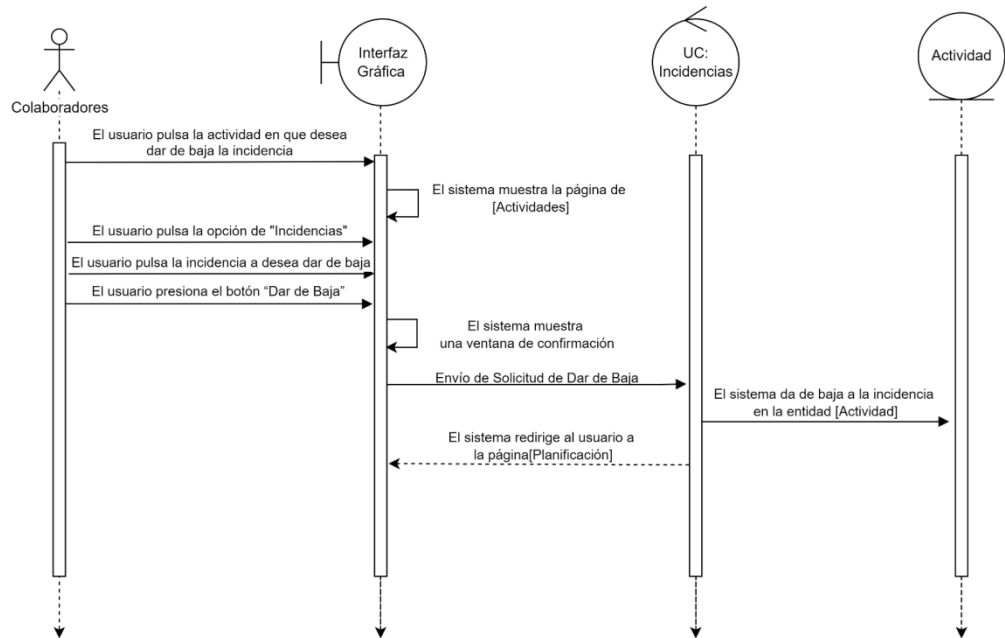 Interfaz
Gráfica
UC:
Incidencias
Actividad
Colaboradores
El usuario pulsa la actividad en que desea
dar de baja la incidencia
El sistema muestra la página de
[Actividades]
El usuario pulsa la opción de "Incidencias"
El usuario pulsa la incidencia a desea dar de baja
El usuario presiona el botón “Dar de Baja”
El sistema muestra
una ventana de confirmación
Envío de Solicitud de Dar de Baja
El sistema da de baja a la incidencia
en la entidad [Actividad]
El sistema redirige al usuario a
la página[Planificación]